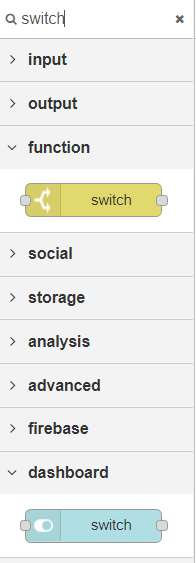 switch
input
output
function
switch
social
storage
analysis
advanced
firebase
dashboard
switch